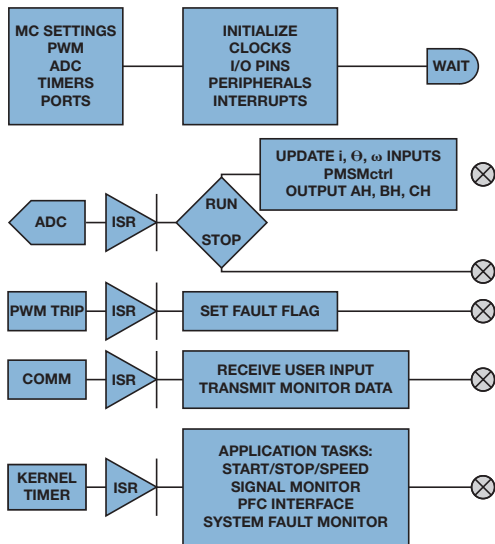 MC SETTINGS
PWM
ADC
TIMERS
PORTS
INITIALIZE
CLOCKS
I/O PINS
PERIPHERALS
INTERRUPTS
WAIT
UPDATE i, Θ, ω INPUTS
PMSMctrl
OUTPUT AH, BH, CH
ADC
ISR
RUN
STOP
PWM TRIP
ISR
SET FAULT FLAG
COMM
ISR
RECEIVE USER INPUT
TRANSMIT MONITOR DATA
KERNEL
TIMER
ISR
APPLICATION TASKS:
START/STOP/SPEED
SIGNAL MONITOR
PFC INTERFACE
SYSTEM FAULT MONITOR